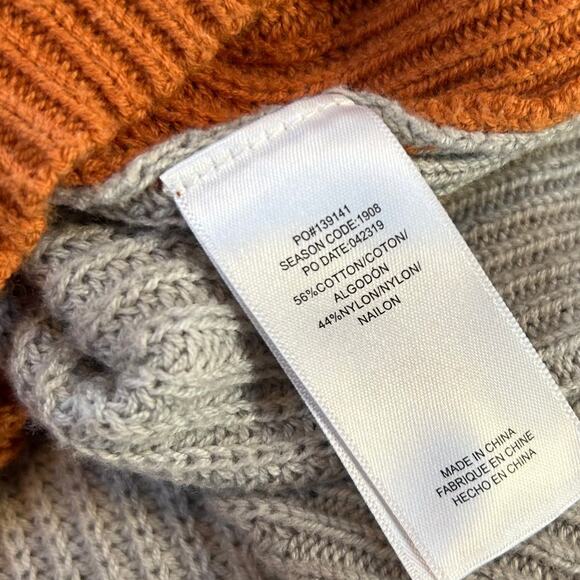 PO#139141
SEASON CODE:1908
PO DATE:042319
56%COTTON/COTON/
ALGODÓN
44%NYLON/NYLON/
NAILON
MADE IN CHINA
FABRIQUE EN CHINE
HECHO EN CHINA